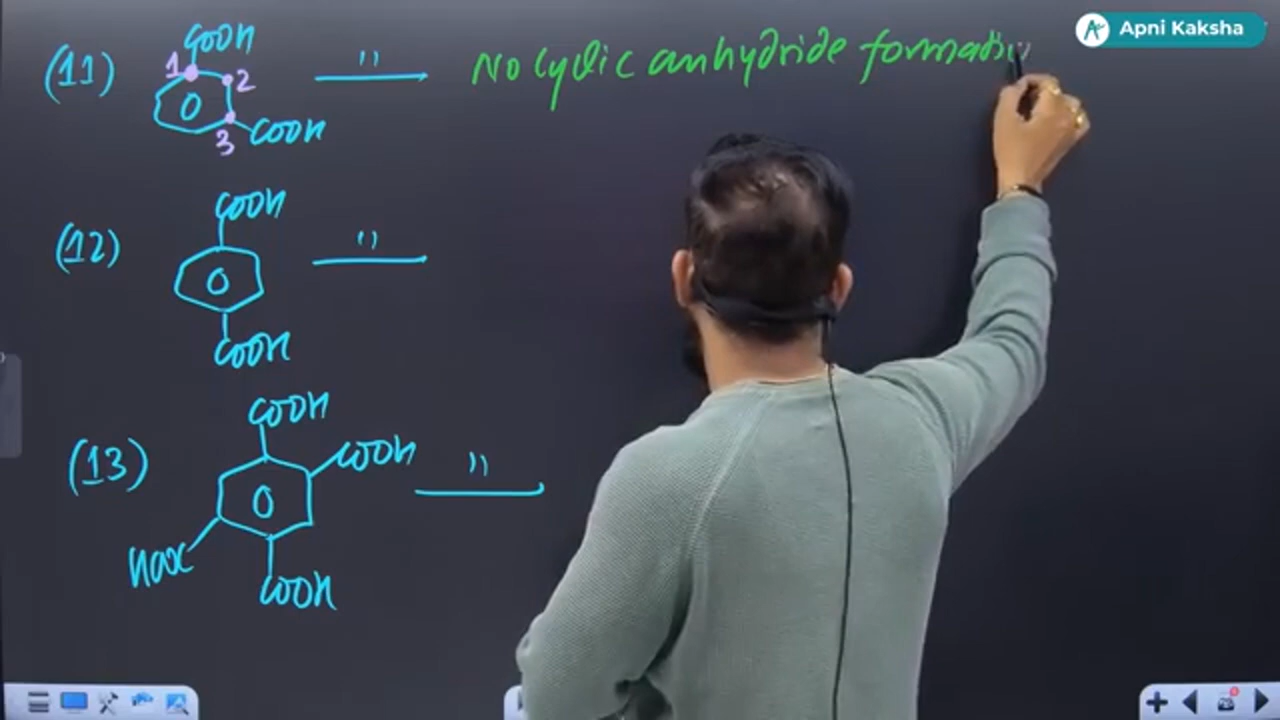 Apni Kaksha
COOH
(11) 1 2 " No cyclic anhydride formation
3 COOH
COOH
(12) "
COOH
COOH
(13) COOH "
HOOC
COOH